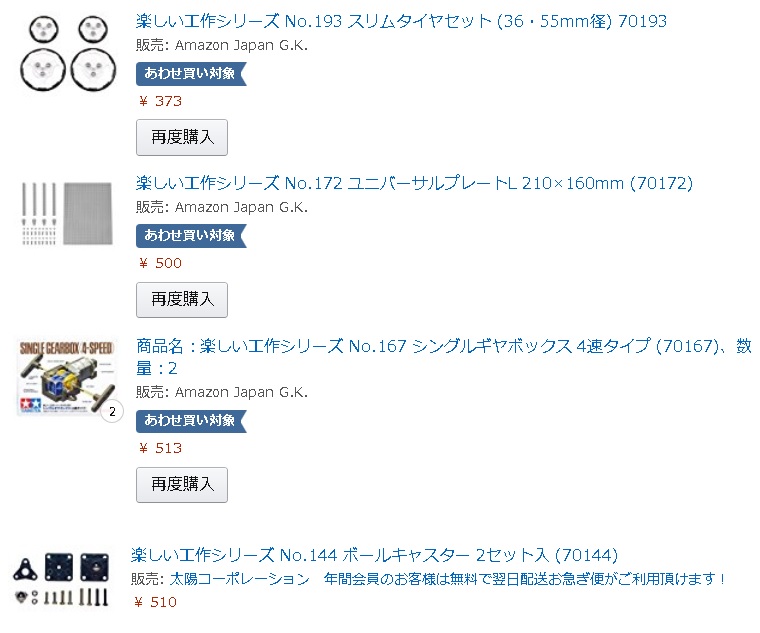 楽しい工作シリーズ No.193 スリムタイヤセット (36・55mm径) 70193
販売: Amazon Japan G.K.
あわせ買い対象
￥ 373
再度購入
楽しい工作シリーズ No.172 ユニバーサルプレートL 210×160mm (70172)
販売: Amazon Japan G.K.
あわせ買い対象
￥ 500
再度購入
SINGLE GEARBOX (4-SPEED)
2
商品名：楽しい工作シリーズ No.167 シングルギヤボックス 4速タイプ (70167)、数
量：2
販売: Amazon Japan G.K.
あわせ買い対象
￥ 513
再度購入
楽しい工作シリーズ No.144 ボールキャスター 2セット入 (70144)
販売: 太陽コーポレーション　年間会員のお客様は無料で翌日配送お急ぎ便がご利用頂けます！
￥ 510